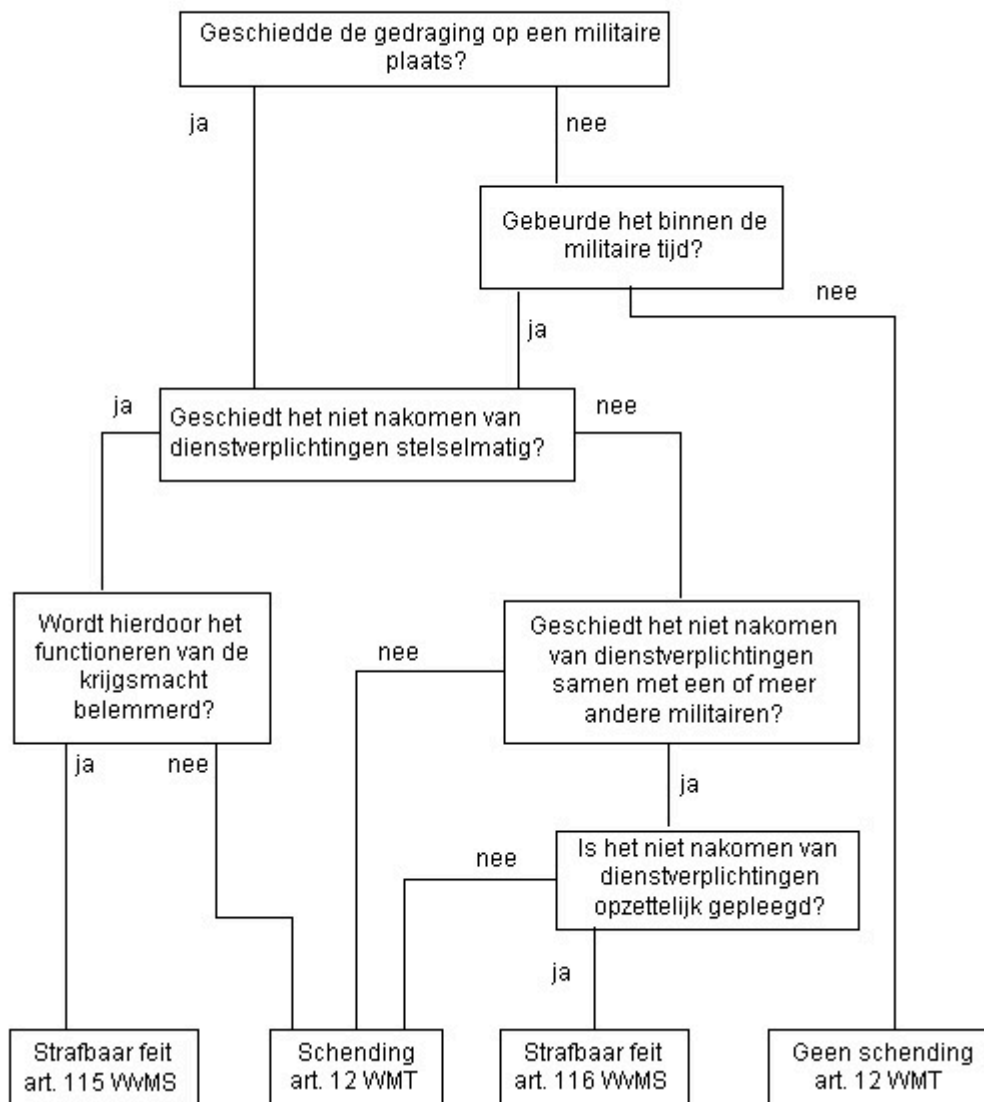 Geschiedde de gedraging op een militaire
plaats?
ja
nee
Gebeurde het binnen de
militaire tijd?
nee
ja
ja
Geschiedt het niet nakomen van
dienstverplichtingen stelselmatig?
nee
Wordt hierdoor het
functioneren van de
krijgsmacht
belemmerd?
nee
Geschiedt het niet nakomen
van dienstverplichtingen
samen met een of meer
andere militairen?
ja
nee
ja
nee
Is het niet nakomen van
dienstverplichtingen
opzettelijk gepleegd?
ja
Strafbaar feit
art. 115 WvMS
Schending
art. 12 WMT
Strafbaar feit
art. 116 WvMS
Geen schending
art. 12 WMT